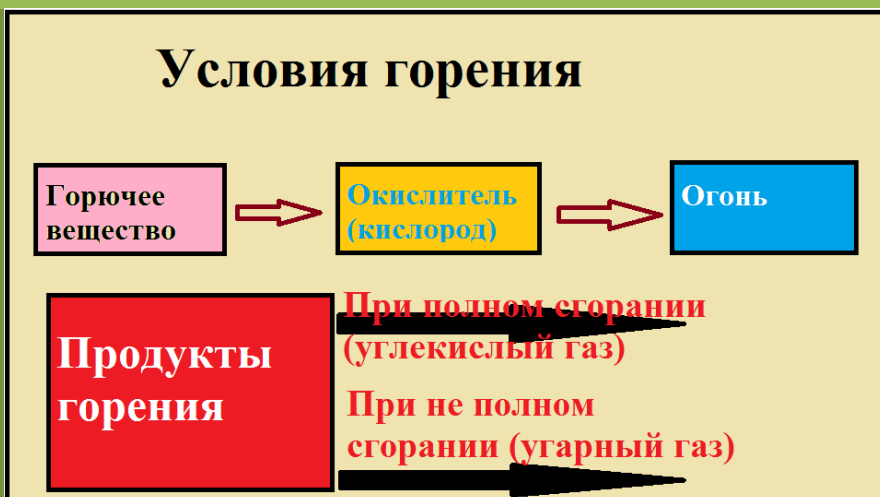 Условия горения
Горючее
вещество
Окислитель
(кислород)
Огонь
Продукты
горения
При полном сгорании
(углекислый газ)
При не полном
сгорании (угарный газ)